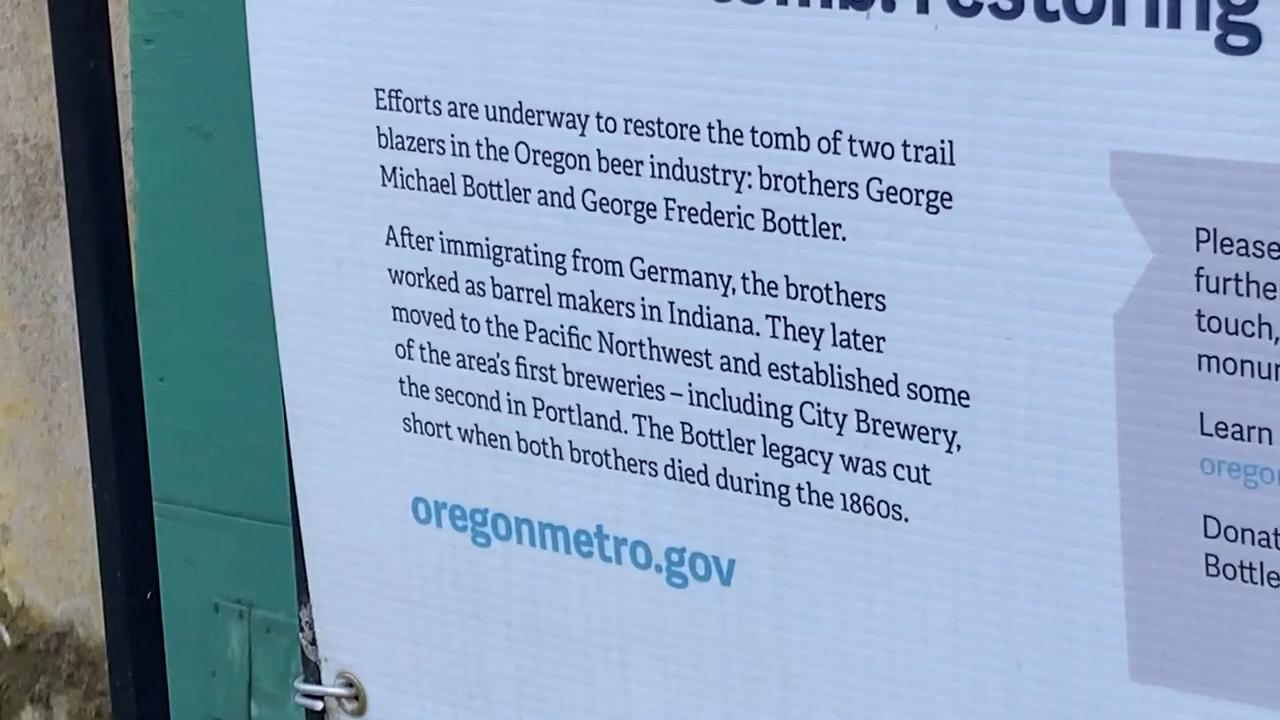 restoring
Efforts are underway to restore the tomb of two trail
blazers in the Oregon beer industry: brothers George
Michael Bottler and George Frederic Bottler.
After immigrating from Germany, the brothers
worked as barrel makers in Indiana. They later
moved to the Pacific Northwest and established some
of the area's first breweries – including City Brewery,
the second in Portland. The Bottler legacy was cut
short when both brothers died during the 1860s.
oregonmetro.gov
Please
furthe
touch,
monu
Learn
orego
Donat
Bottle